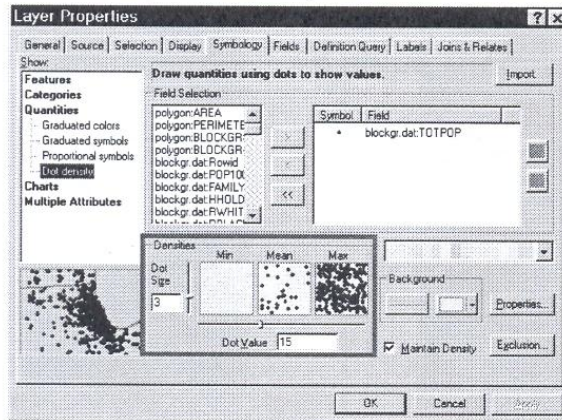 Layer Properties
? x
General Source Selection Display Symbology Fields Definition Query Labels Joins & Relates
Show:
Features
Categories
Quantities
Graduated colors
Graduated symbols
Proportional symbols
Dot density
Charts
Multiple Attributes
Draw quantities using dots to show values.
Import
Field Selection
polygon:AREA
polygon:PERIMETE
polygon:BLOCKGR-
polygon:BLOCKGR-
blockgr.dat:Rowid
blockgr.dat:POP100
blockgr.dat:FAMILY
blockgr.dat:HHOLD
blockgr.dat:RWHIT
>
<
<<
Symbol Field
blockgr.dat:TOTPOP
Densities
Min Mean Max
Dot Size
3
Dot Value 15
Background
Properties...
Maintain Density
Exclusion...
OK Cancel Apply